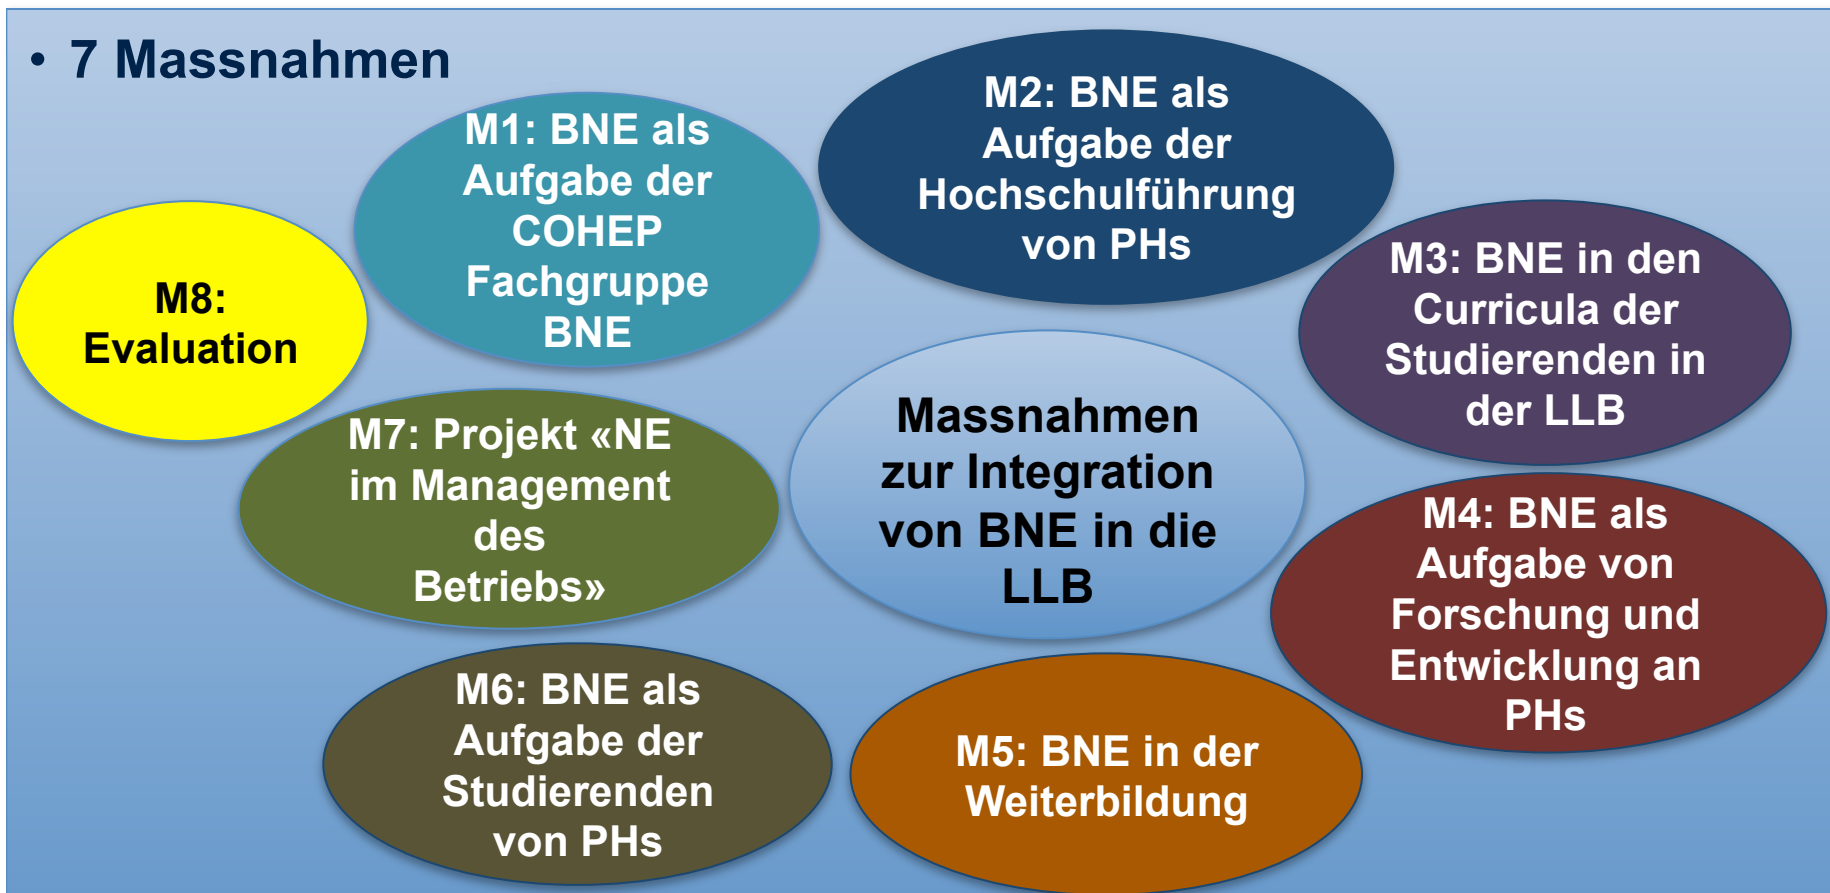 • 7 Massnahmen
M1: BNE als
Aufgabe der
COHEP
Fachgruppe
BNE
M2: BNE als
Aufgabe der
Hochschulführung
von PHs
M3: BNE in den
Curricula der
Studierenden in
der LLB
M4: BNE als
Aufgabe von
Forschung und
Entwicklung an
PHs
M5: BNE in der
Weiterbildung
M6: BNE als
Aufgabe der
Studierenden
von PHs
M7: Projekt «NE
im Management
des
Betriebs»
M8:
Evaluation
Massnahmen
zur Integration
von BNE in die
LLB